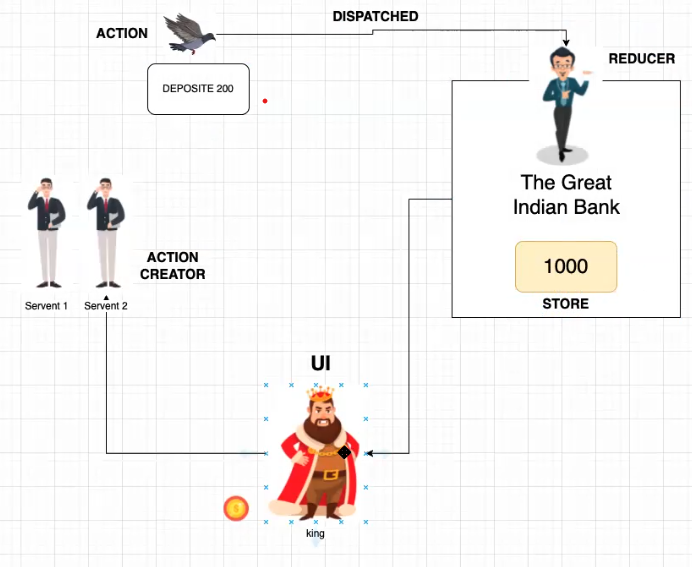 DISPATCHED
ACTION
REDUCER
DEPOSITE 200
The Great
Indian Bank
ACTION
CREATOR
1000
Servent 1
Servent 2
STORE
UI
king